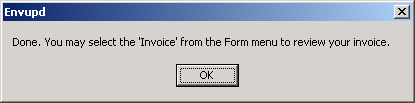 Envupd
Done. You may select the 'Invoice' from the Form menu to review your invoice.
OK